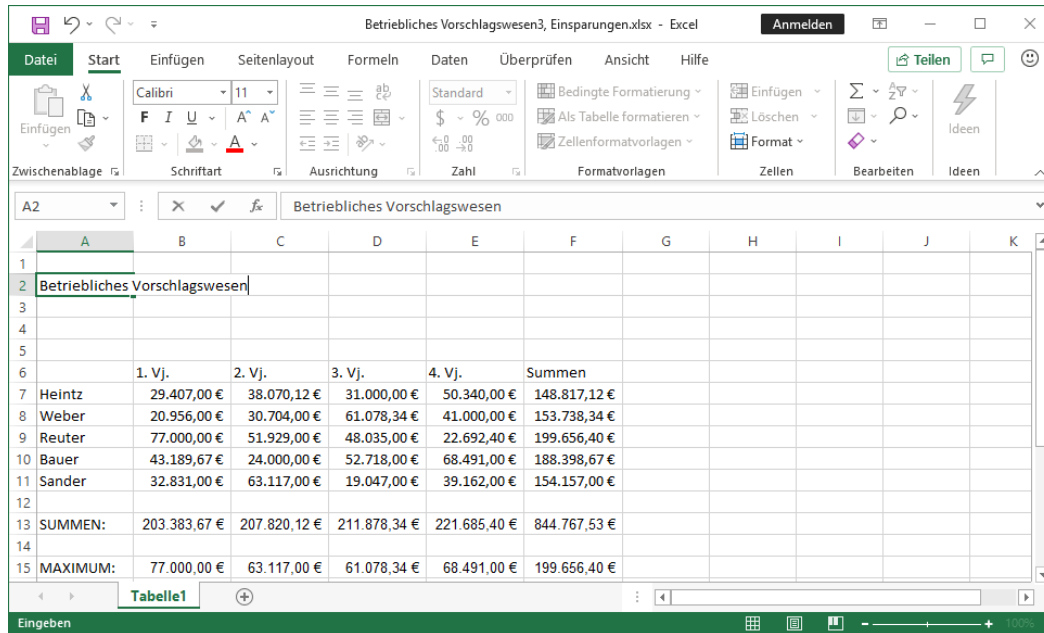 Betriebliches Vorschlagswesen3, Einsparungen.xlsx - Excel Anmelden
Datei Start Einfügen Seitenlayout Formeln Daten Überprüfen Ansicht Hilfe Teilen
Einfügen
Zwischenablage
Calibri 11
F I U
A A
A
Schriftart
ab
Ausrichtung
Standard
$ % 000
Zahl
Bedingte Formatierung
Als Tabelle formatieren
Zellenformatvorlagen
Formatvorlagen
Einfügen
Löschen
Format
Zellen
Bearbeiten
Ideen
Ideen
A2 fx Betriebliches Vorschlagswesen
A B C D E F G H I J K
1
2 Betriebliches Vorschlagswesen
3
4
5
6 1. Vj. 2. Vj. 3. Vj. 4. Vj. Summen
7 Heintz 29.407,00 € 38.070,12 € 31.000,00 € 50.340,00 € 148.817,12 €
8 Weber 20.956,00 € 30.704,00 € 61.078,34 € 41.000,00 € 153.738,34 €
9 Reuter 77.000,00 € 51.929,00 € 48.035,00 € 22.692,40 € 199.656,40 €
10 Bauer 43.189,67 € 24.000,00 € 52.718,00 € 68.491,00 € 188.398,67 €
11 Sander 32.831,00 € 63.117,00 € 19.047,00 € 39.162,00 € 154.157,00 €
12
13 SUMMEN: 203.383,67 € 207.820,12 € 211.878,34 € 221.685,40 € 844.767,53 €
14
15 MAXIMUM: 77.000,00 € 63.117,00 € 61.078,34 € 68.491,00 € 199.656,40 €
Tabelle1
Eingeben 100%